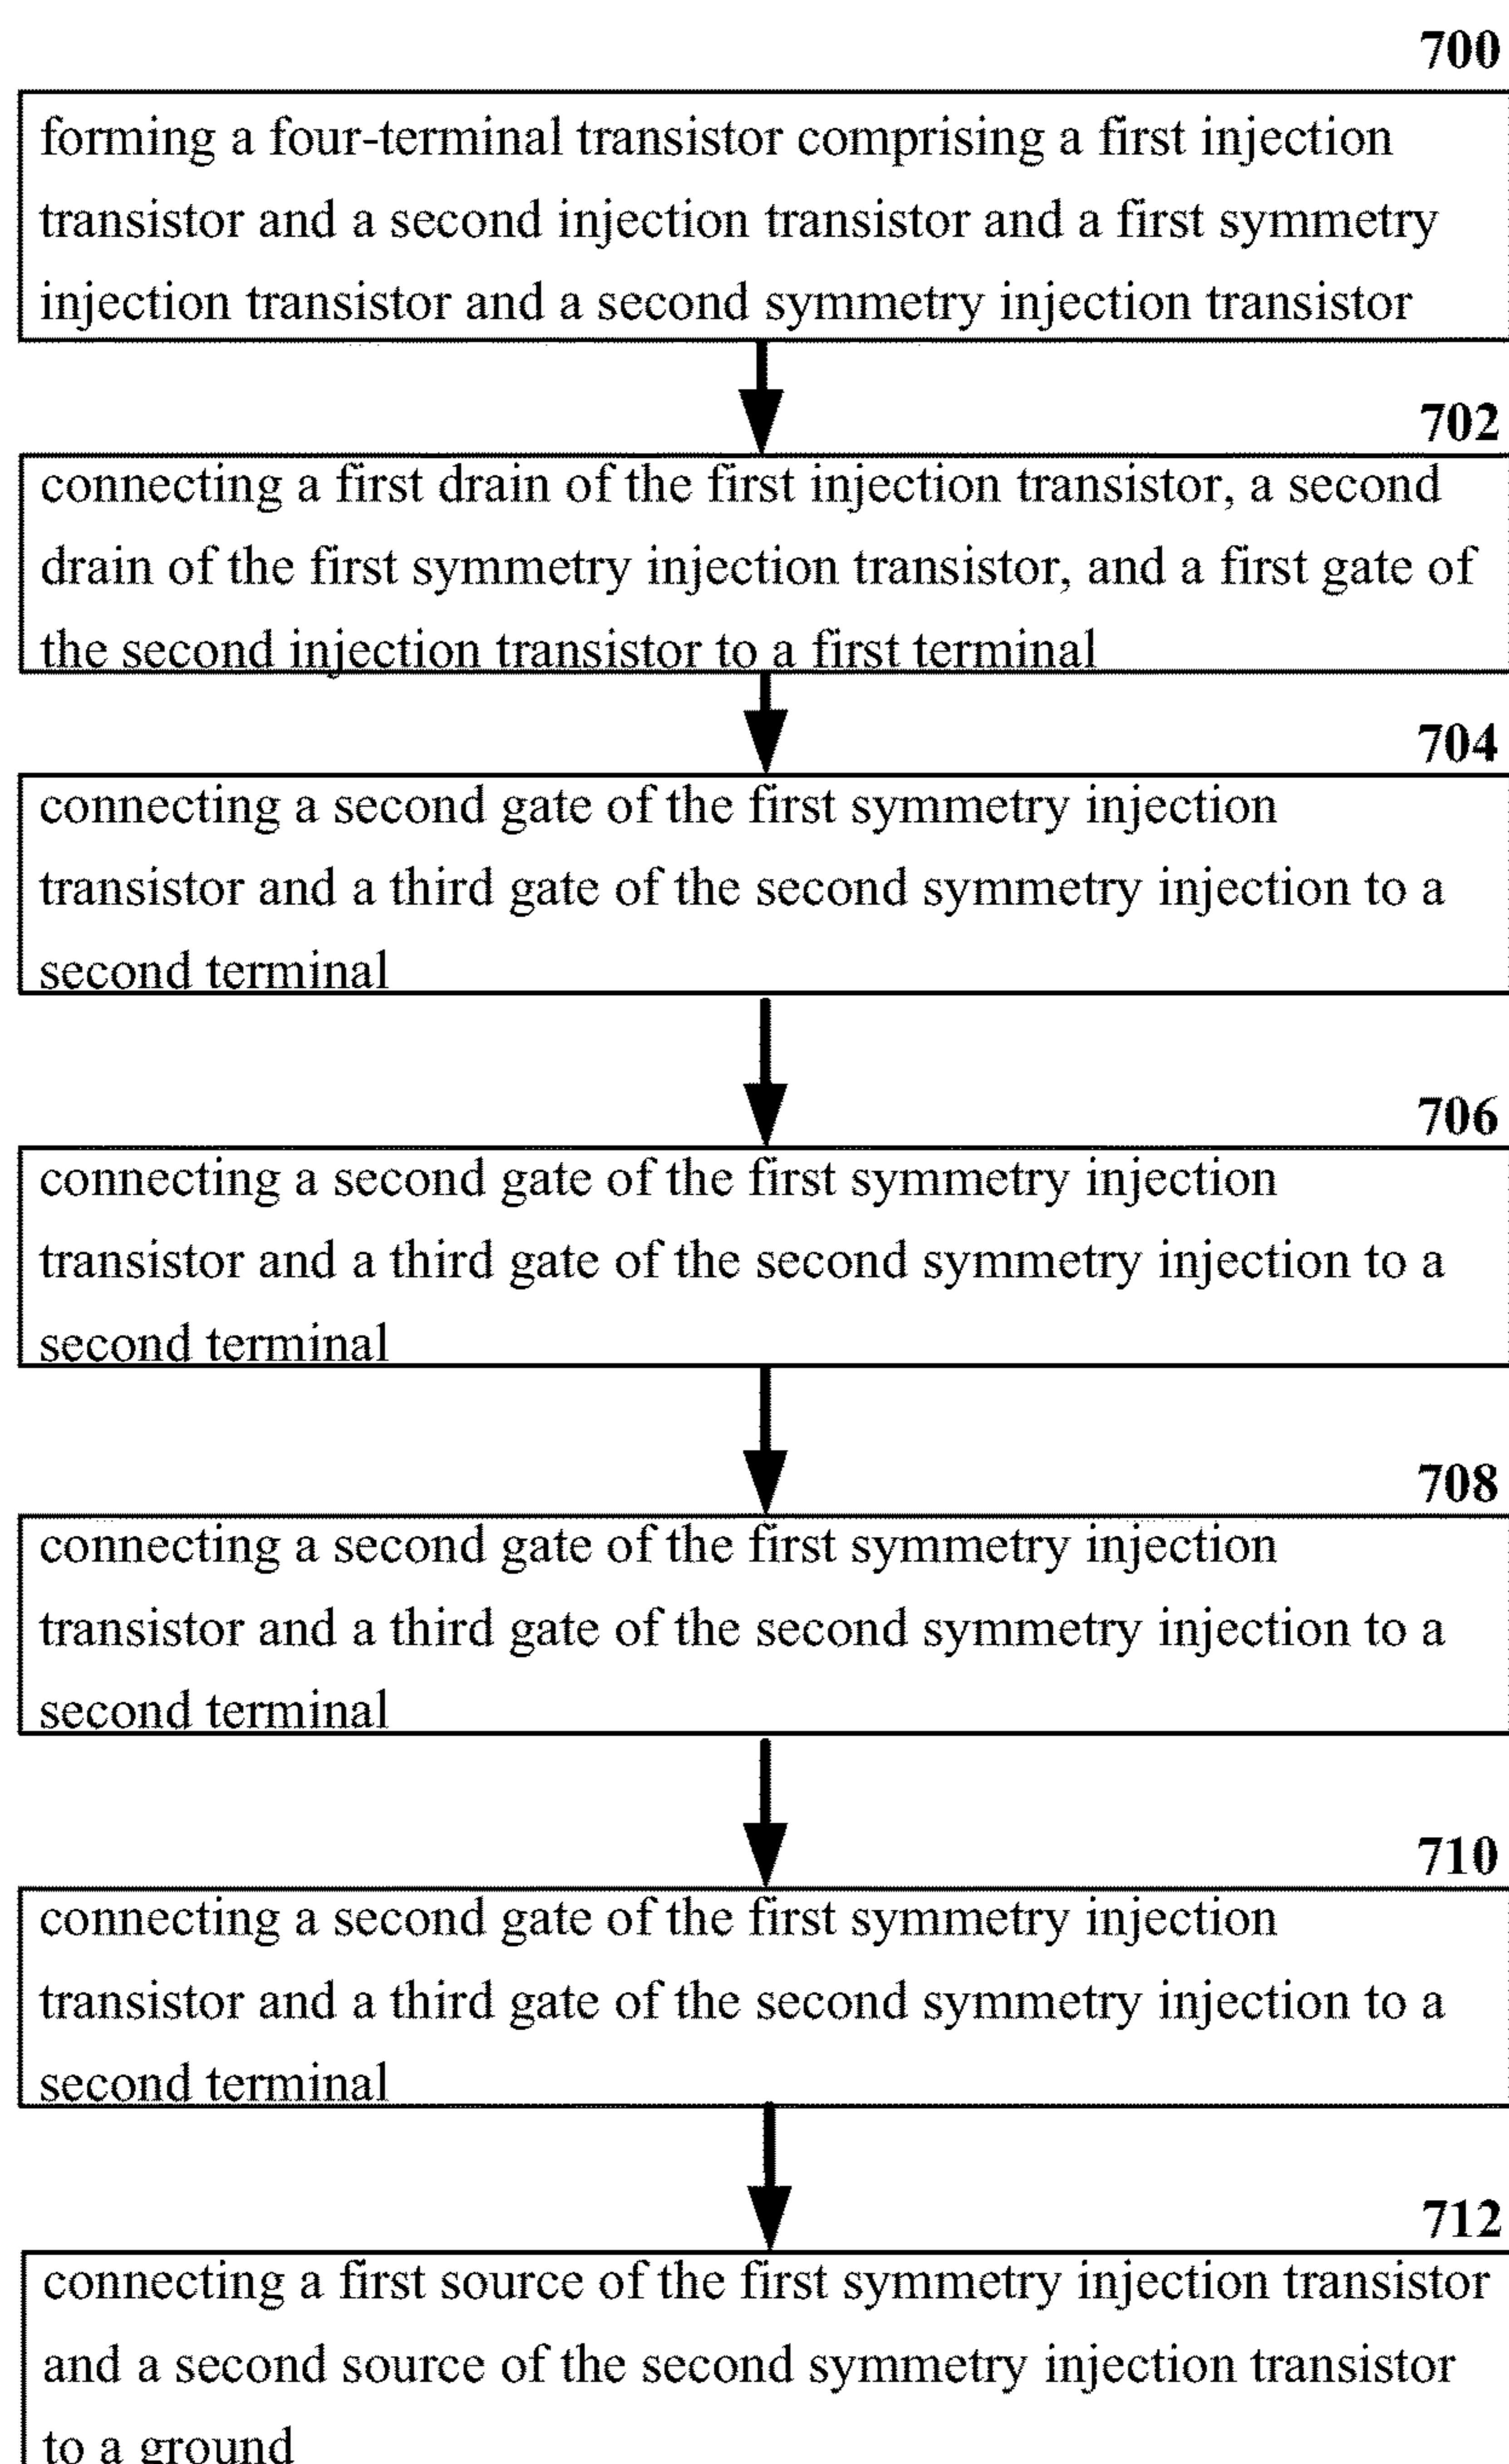 700
forming a four-terminal transistor comprising a first injection
transistor and a second injection transistor and a first symmetry
injection transistor and a second symmetry injection transistor
702
connecting a first drain of the first injection transistor, a second
drain of the first symmetry injection transistor, and a first gate of
the second injection transistor to a first terminal
704
connecting a second gate of the first symmetry injection
transistor and a third gate of the second symmetry injection to a
second terminal
706
connecting a second gate of the first symmetry injection
transistor and a third gate of the second symmetry injection to a
second terminal
708
connecting a second gate of the first symmetry injection
transistor and a third gate of the second symmetry injection to a
second terminal
710
connecting a second gate of the first symmetry injection
transistor and a third gate of the second symmetry injection to a
second terminal
712
connecting a first source of the first symmetry injection transistor
and a second source of the second symmetry injection transistor
to a ground